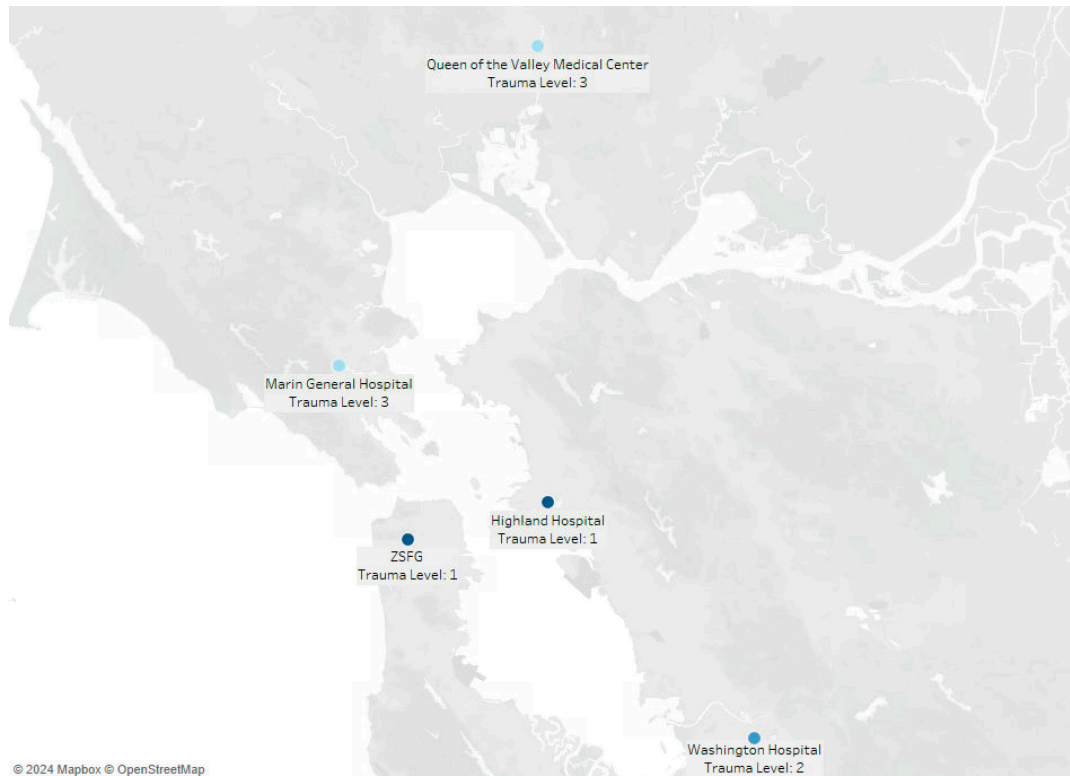 Queen of the Valley Medical Center
Trauma Level: 3
Marin General Hospital
Trauma Level: 3
Highland Hospital
Trauma Level: 1
ZSFG
Trauma Level: 1
Washington Hospital
Trauma Level: 2
© 2024 Mapbox © OpenStreetMap